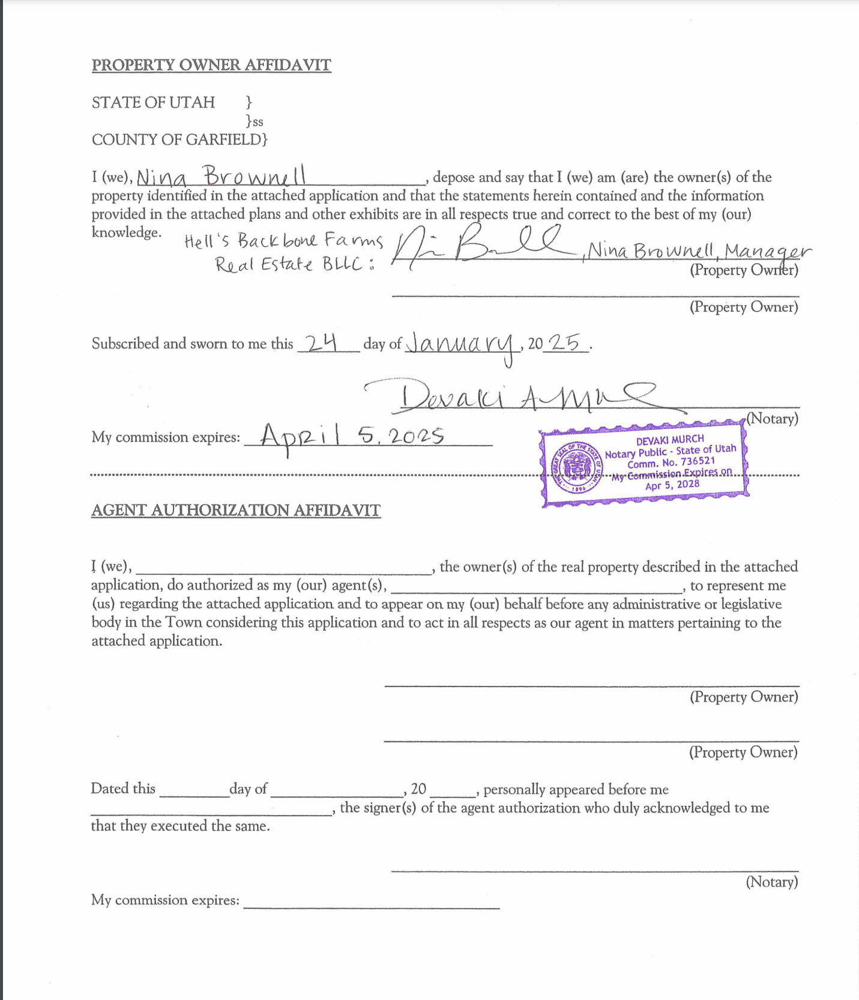 PROPERTY OWNER AFFIDAVIT
STATE OF UTAH }
}ss
COUNTY OF GARFIELD}
I (we), Nina Brownell, depose and say that I (we) am (are) the owner(s) of the
property identified in the attached application and that the statements herein contained and the information
provided in the attached plans and other exhibits are in all respects true and correct to the best of my (our)
knowledge.
Hell's Backbone Farms
Real Estate BLLC: Nina Brownell, Nina Brownell, Manager
(Property Owner)
(Property Owner)
Subscribed and sworn to me this 24 day of January, 20 25.
Devaki A Murch
(Notary)
My commission expires: April 5, 2025
DEVAKI MURCH
Notary Public - State of Utah
Comm. No. 736521
My Commission Expires on
Apr 5, 2028
THE GREAT SEAL OF THE STATE OF UTAH
1896
AGENT AUTHORIZATION AFFIDAVIT
I (we), ________, the owner(s) of the real property described in the attached
application, do authorized as my (our) agent(s), ________, to represent me
(us) regarding the attached application and to appear on my (our) behalf before any administrative or legislative
body in the Town considering this application and to act in all respects as our agent in matters pertaining to the
attached application.
(Property Owner)
(Property Owner)
Dated this ________ day of ________, 20 ____, personally appeared before me
________, the signer(s) of the agent authorization who duly acknowledged to me
that they executed the same.
(Notary)
My commission expires: ________